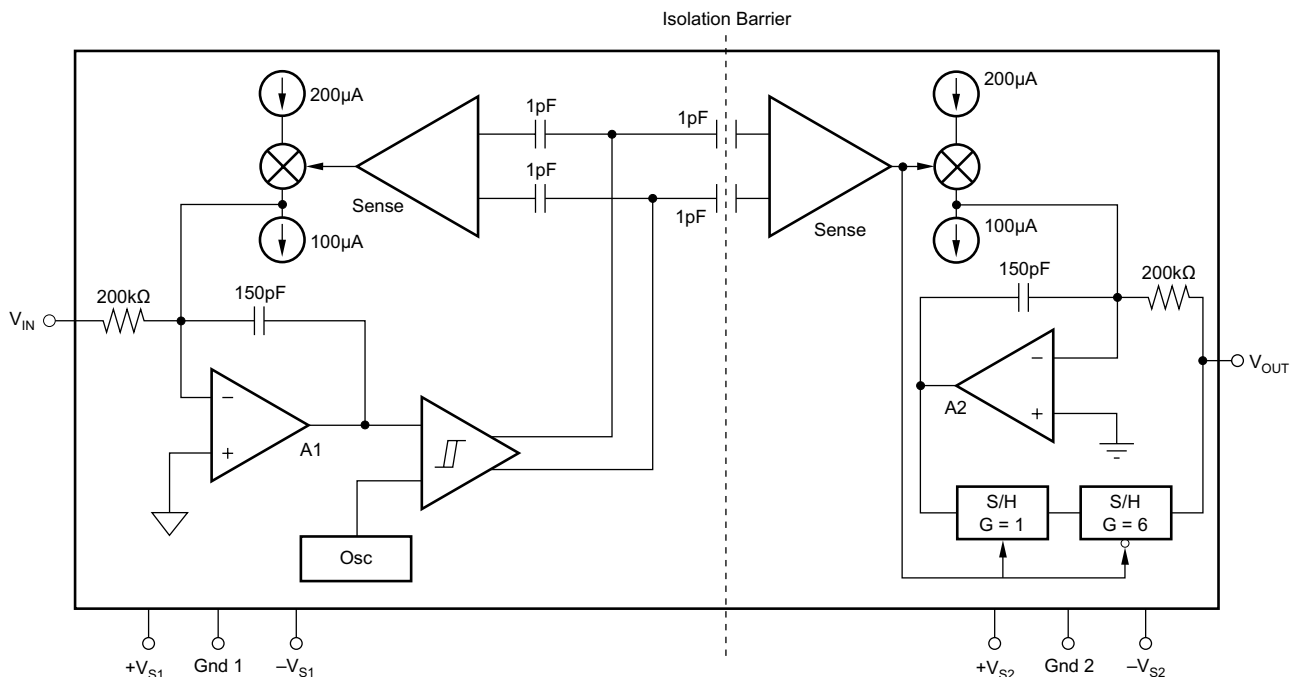 Isolation Barrier
200µA
1pF
1pF
200µA
1pF
Sense
1pF
Sense
100µA
100µA
150pF
150pF
200kΩ
200kΩ
V_IN
–
+
A1
–
+
A2
V_OUT
S/H
G = 1
S/H
G = 6
Osc
+V_S1
Gnd 1
–V_S1
+V_S2
Gnd 2
–V_S2